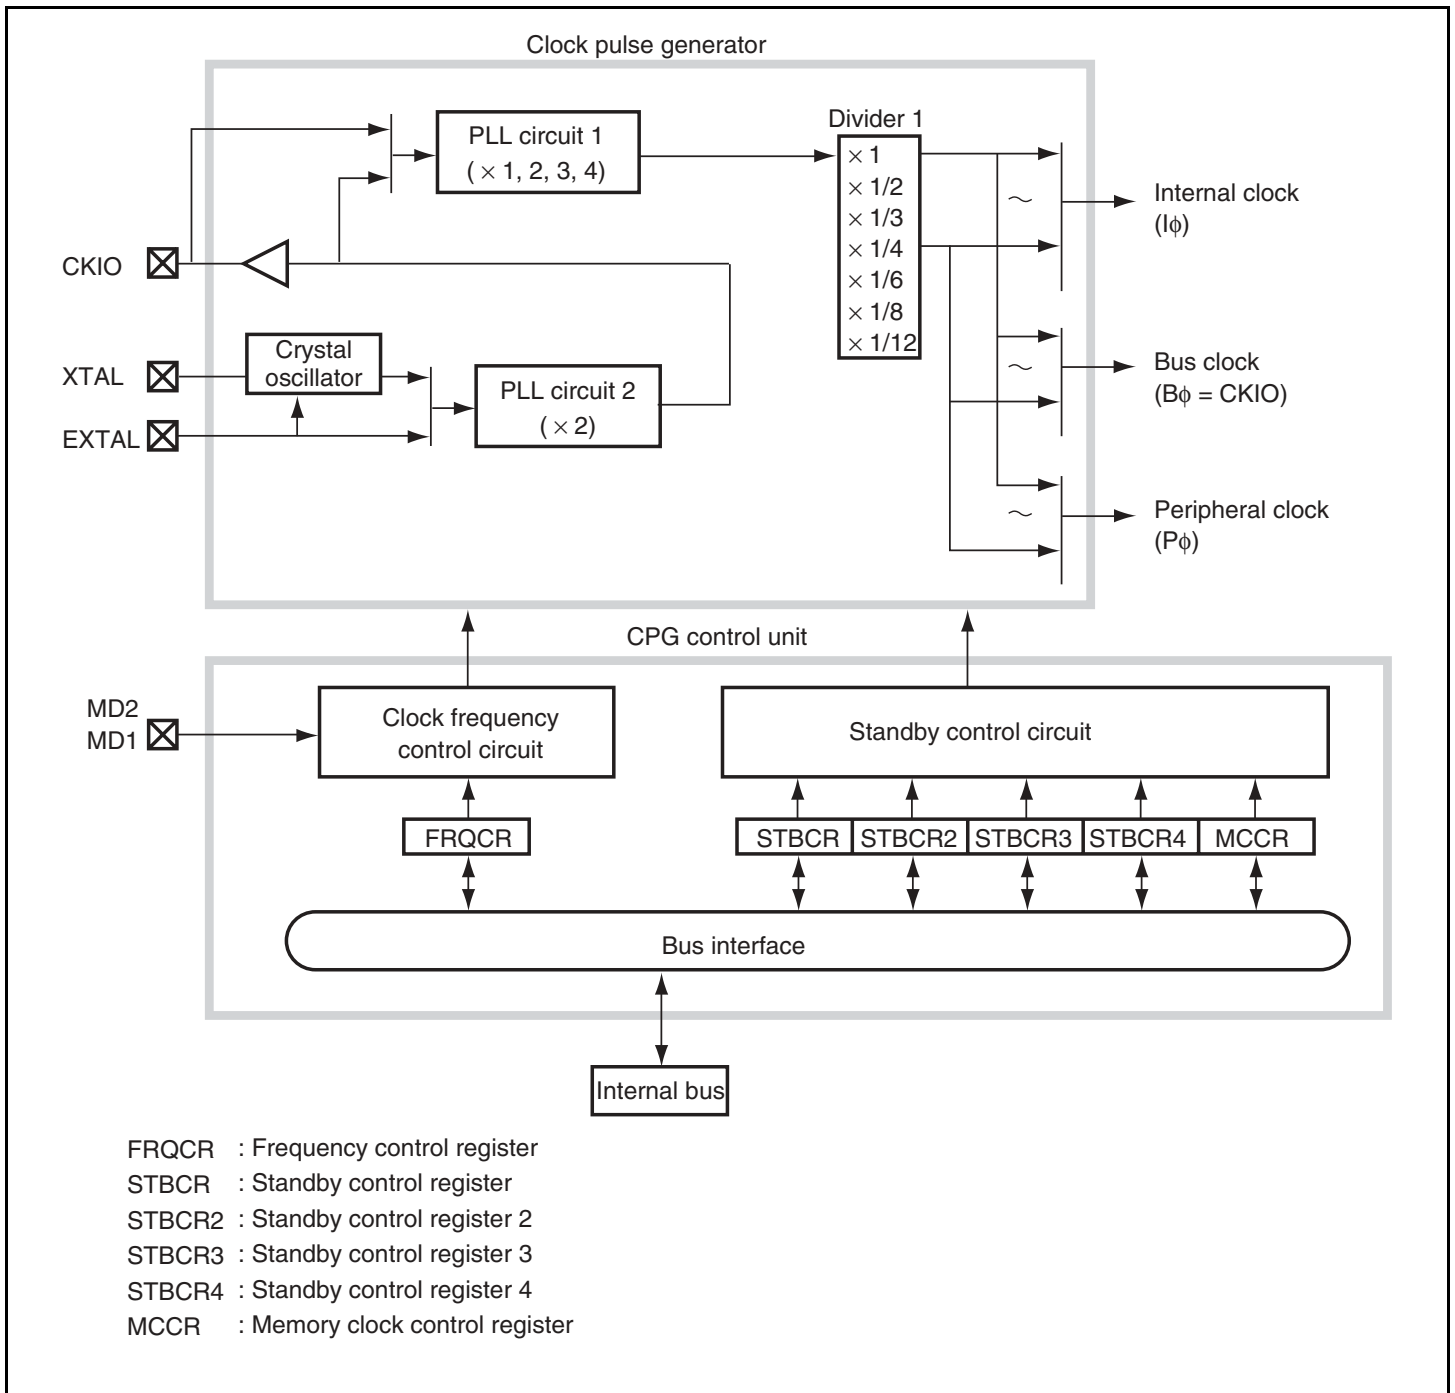 Clock pulse generator
PLL circuit 1
( × 1, 2, 3, 4)
Divider 1
× 1
× 1/2
× 1/3
× 1/4
× 1/6
× 1/8
× 1/12
Internal clock
(Iϕ)
CKIO
XTAL
Crystal
oscillator
EXTAL
PLL circuit 2
( × 2)
Bus clock
(Bϕ = CKIO)
Peripheral clock
(Pϕ)
CPG control unit
MD2
MD1
Clock frequency
control circuit
Standby control circuit
FRQCR
STBCR
STBCR2
STBCR3
STBCR4
MCCR
Bus interface
Internal bus
FRQCR : Frequency control register
STBCR : Standby control register
STBCR2 : Standby control register 2
STBCR3 : Standby control register 3
STBCR4 : Standby control register 4
MCCR : Memory clock control register